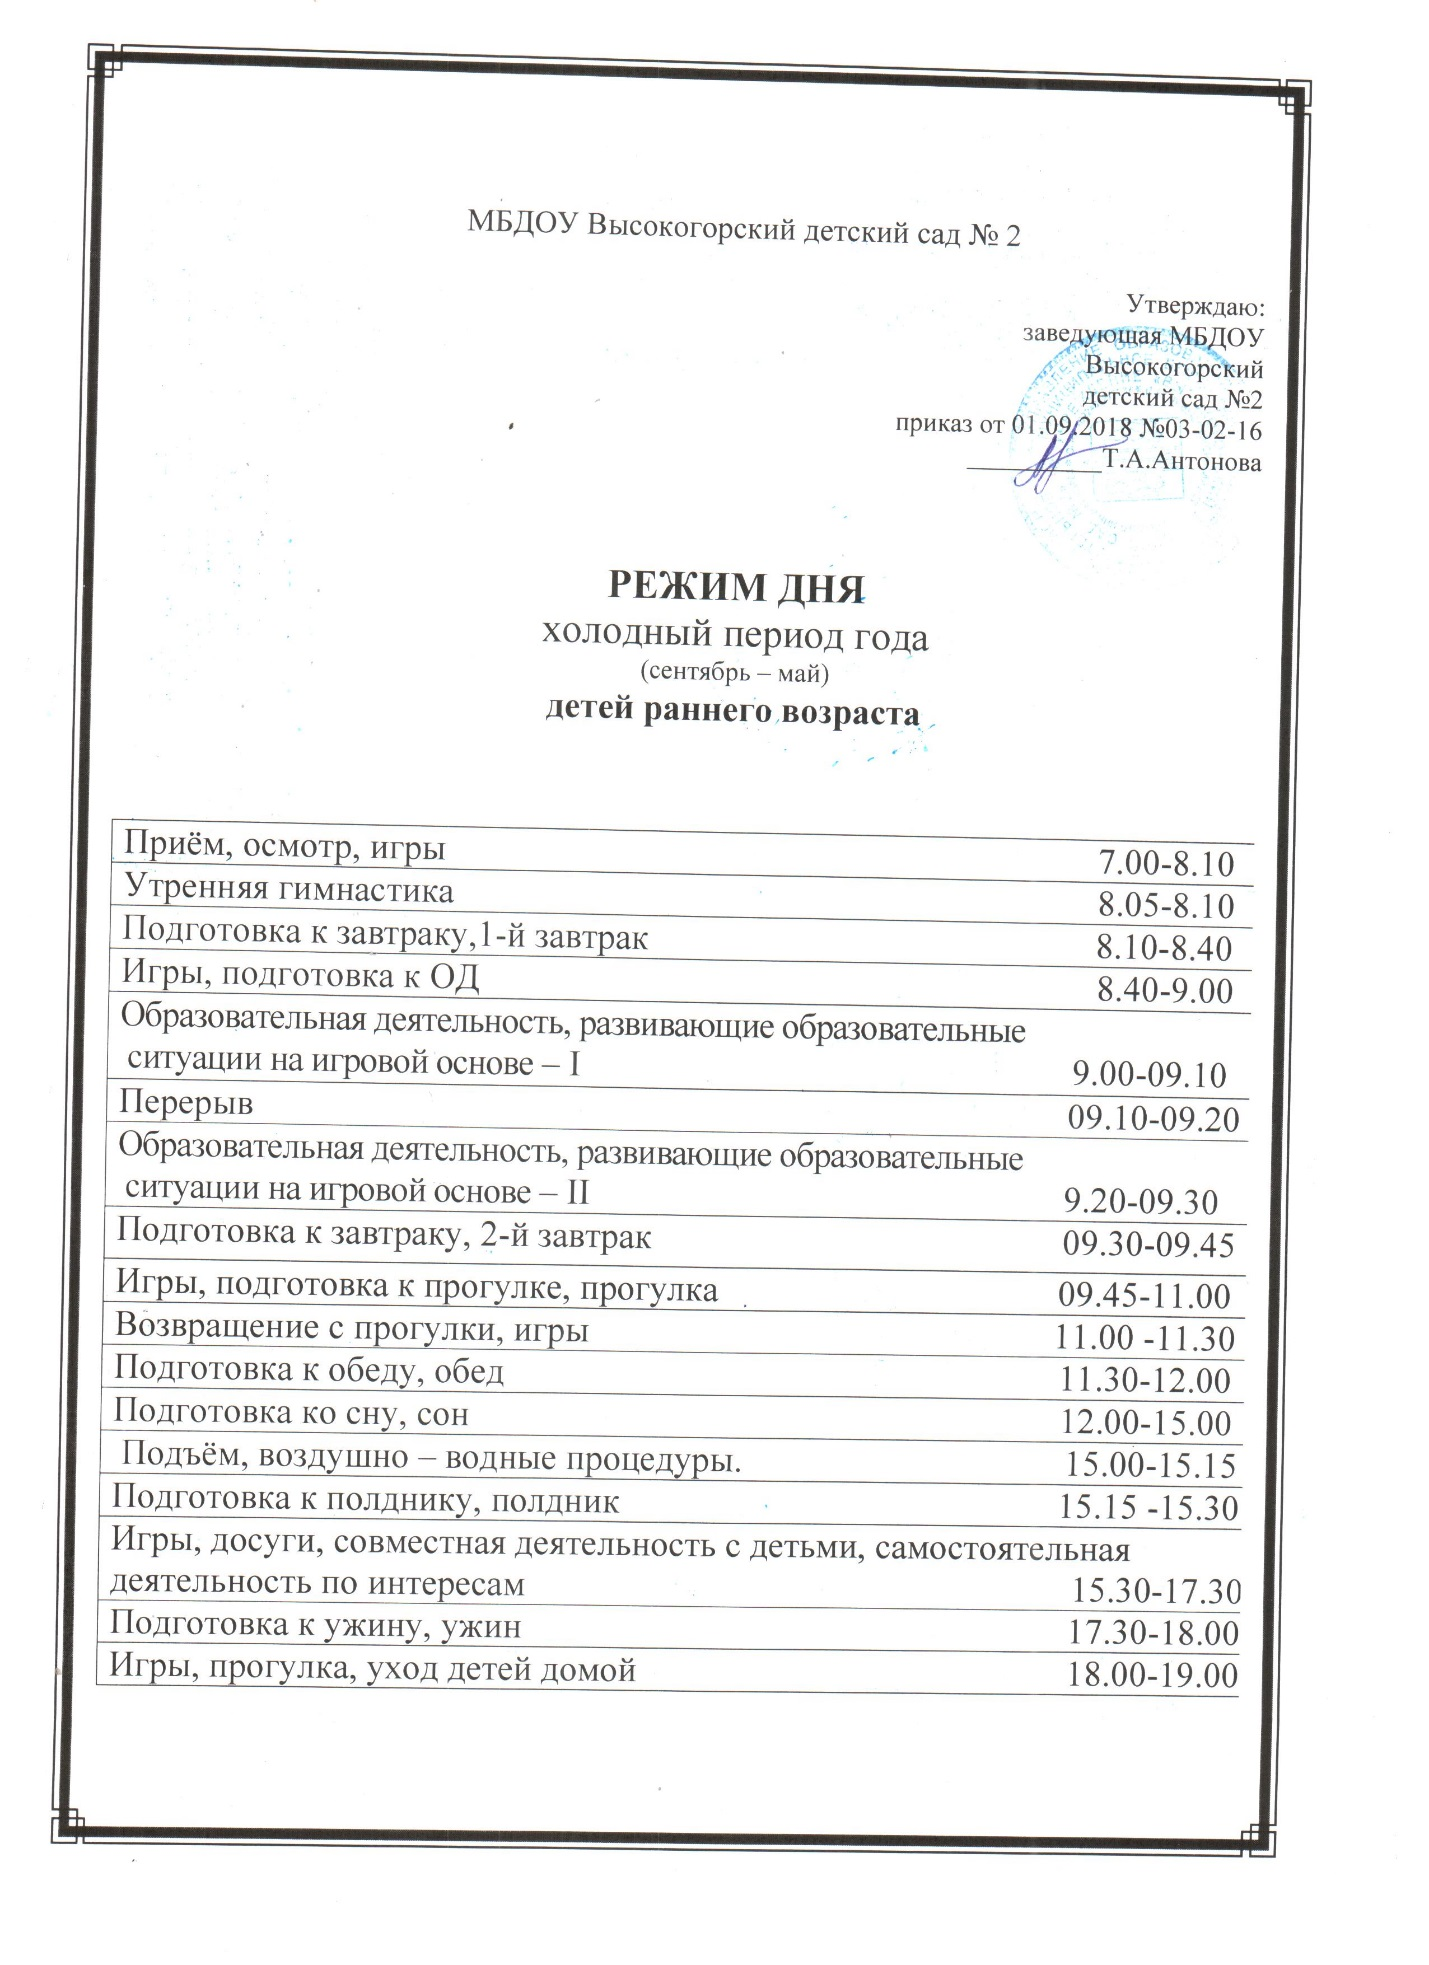 МБДОУ Высокогорский детский сад № 2
Утверждаю:
заведующая МБДОУ
Высокогорский
детский сад №2
приказ от 01.09.2018 №03-02-16
__________Т.А.Антонова
РЕЖИМ ДНЯ
холодный период года
(сентябрь – май)
детей раннего возраста
Приём, осмотр, игры 7.00-8.10
Утренняя гимнастика 8.05-8.10
Подготовка к завтраку,1-й завтрак 8.10-8.40
Игры, подготовка к ОД 8.40-9.00
Образовательная деятельность, развивающие образовательные
ситуации на игровой основе – I 9.00-09.10
Перерыв 09.10-09.20
Образовательная деятельность, развивающие образовательные
ситуации на игровой основе – II 9.20-09.30
Подготовка к завтраку, 2-й завтрак 09.30-09.45
Игры, подготовка к прогулке, прогулка 09.45-11.00
Возвращение с прогулки, игры 11.00 -11.30
Подготовка к обеду, обед 11.30-12.00
Подготовка ко сну, сон 12.00-15.00
Подъём, воздушно – водные процедуры. 15.00-15.15
Подготовка к полднику, полдник 15.15 -15.30
Игры, досуги, совместная деятельность с детьми, самостоятельная
деятельность по интересам 15.30-17.30
Подготовка к ужину, ужин 17.30-18.00
Игры, прогулка, уход детей домой 18.00-19.00